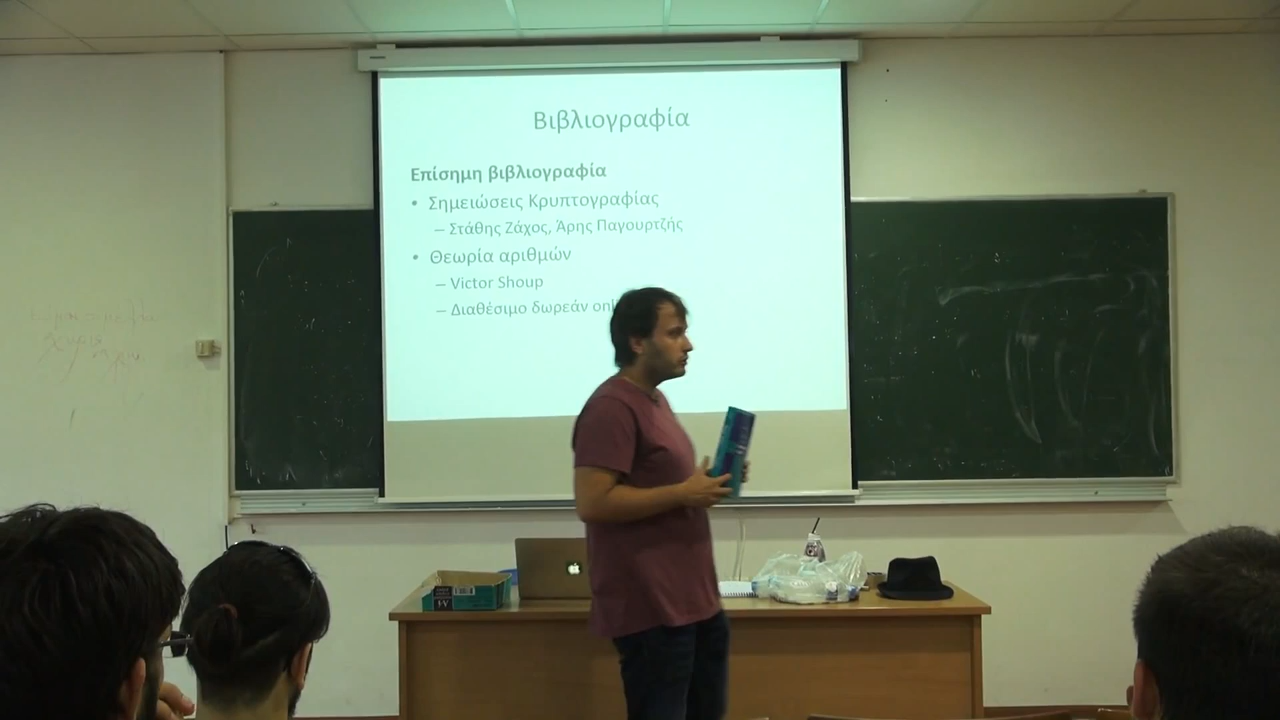 Βιβλιογραφία
Επίσημη βιβλιογραφία
• Σημειώσεις Κρυπτογραφίας
– Στάθης Ζάχος, Άρης Παγουρτζής
• Θεωρία αριθμών
– Victor Shoup
– Διαθέσιμο δωρεάν